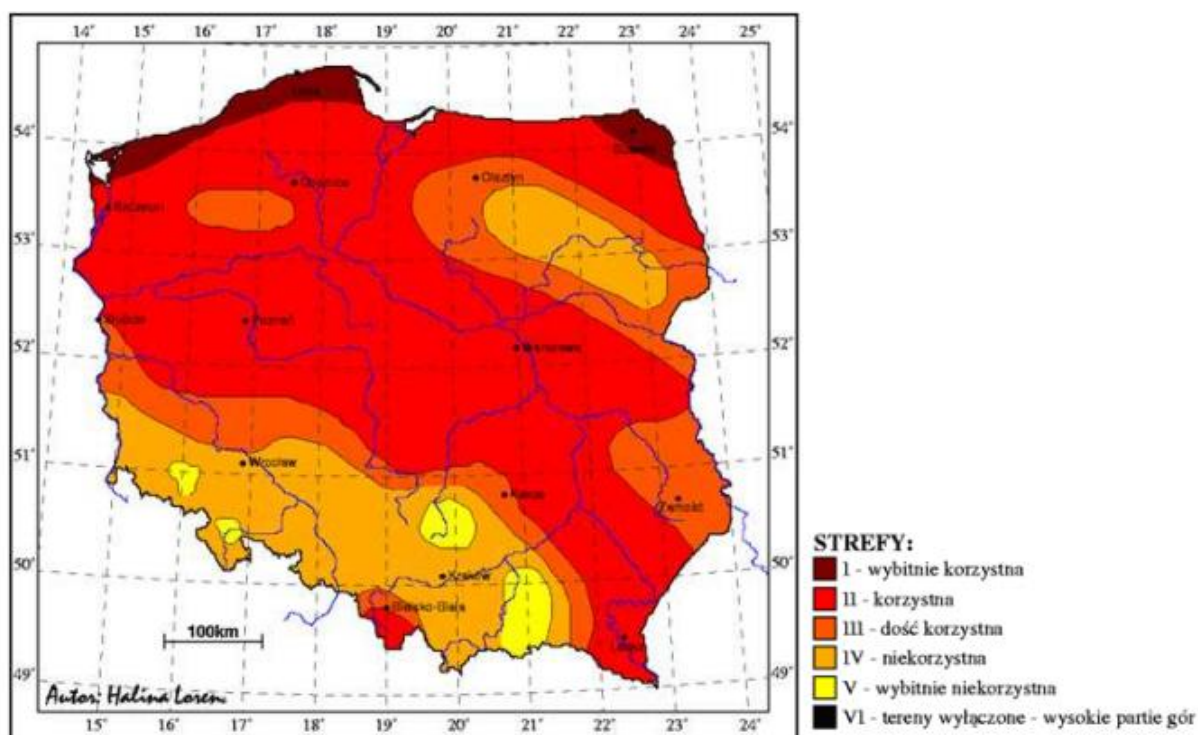 14° 15° 16° 17° 18° 19° 20° 21° 22° 23° 24° 25°
54° 54°
Olsztyn
53° 53°
Poznań
Warszawa
52° 52°
51° Wrocław 51°
Kielce
Zamość
50° Kraków 50°
Bielsko-Biała
100km
49° 49°
Autor: Halina Lorenc
15° 16° 17° 18° 19° 20° 21° 22° 23° 24°
STREFY:
I - wybitnie korzystna
II - korzystna
III - dość korzystna
IV - niekorzystna
V - wybitnie niekorzystna
VI - tereny wyłączone - wysokie partie gór